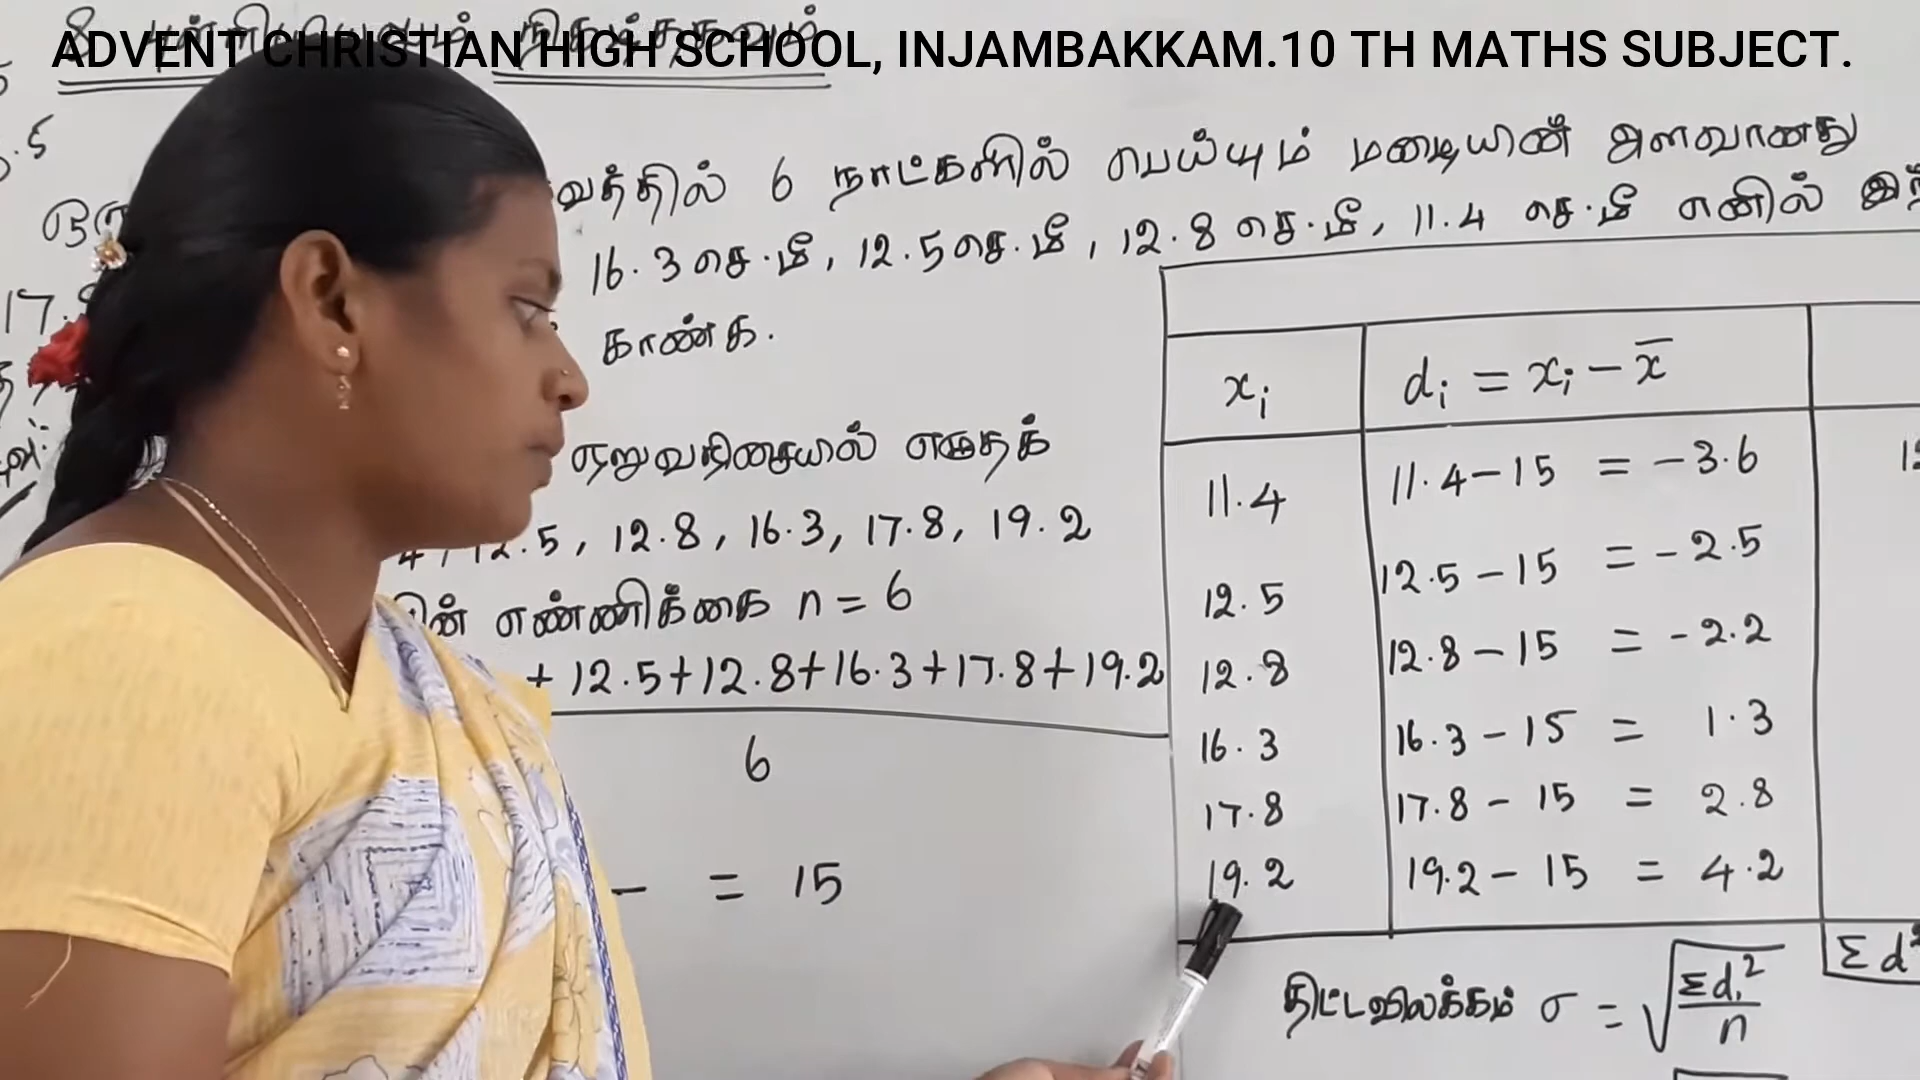 ADVENT CHRISTIAN HIGH SCHOOL, INJAMBAKKAM.10 TH MATHS SUBJECT.
வத்தில் 6 நாட்களில் பெய்யும் மழையின் அளவானது
16.3 செ.மீ, 12.5 செ.மீ, 12.8 செ.மீ, 11.4 செ.மீ எனில்
காண்க.
ஏறுவரிசையில் எழுதக்
12.5, 12.8, 16.3, 17.8, 19.2
எண்ணிக்கை n = 6
+ 12.5+12.8+16.3+17.8+19.2
6
= 15
xᵢ dᵢ = xᵢ − x̄
11.4 11.4−15 = −3.6
12.5 12.5−15 = −2.5
12.8 12.8−15 = −2.2
16.3 16.3−15 = 1.3
17.8 17.8−15 = 2.8
19.2 19.2−15 = 4.2
Σd²
திட்டவிலக்கம் σ = √(Σdᵢ²/n)